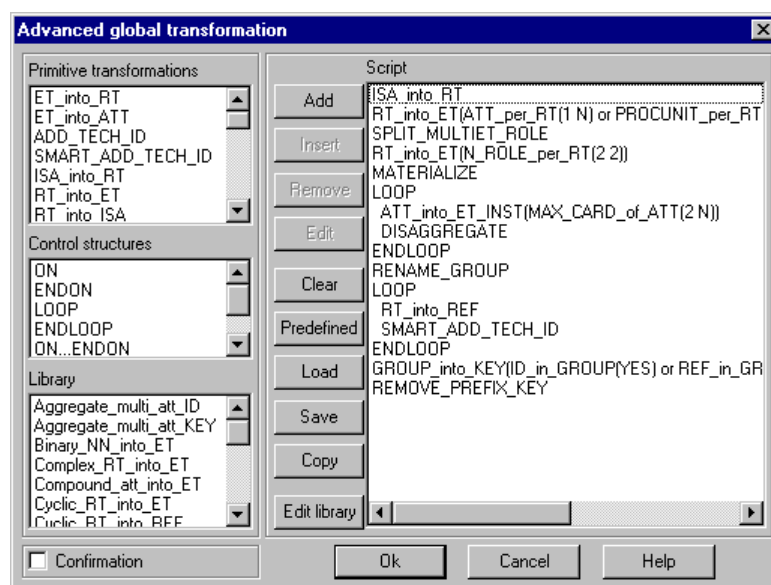 Advanced global transformation
Primitive transformations
ET_into_RT
ET_into_ATT
ADD_TECH_ID
SMART_ADD_TECH_ID
ISA_into_RT
RT_into_ET
RT_into_ISA
Control structures
ON
ENDON
LOOP
ENDLOOP
ON...ENDON
Library
Aggregate_multi_att_ID
Aggregate_multi_att_KEY
Binary_NN_into_ET
Complex_RT_into_ET
Compound_att_into_ET
Cyclic_RT_into_ET
Cyclic_RT_into_REF
Confirmation
Add
Insert
Remove
Edit
Clear
Predefined
Load
Save
Copy
Edit library
Script
ISA_into_RT
RT_into_ET(ATT_per_RT(1 N) or PROCUNIT_per_RT
SPLIT_MULTIET_ROLE
RT_into_ET(N_ROLE_per_RT(2 2))
MATERIALIZE
LOOP
ATT_into_ET_INST(MAX_CARD_of_ATT(2 N))
DISAGGREGATE
ENDLOOP
RENAME_GROUP
LOOP
RT_into_REF
SMART_ADD_TECH_ID
ENDLOOP
GROUP_into_KEY(ID_in_GROUP(YES) or REF_in_GR
REMOVE_PREFIX_KEY
Ok
Cancel
Help